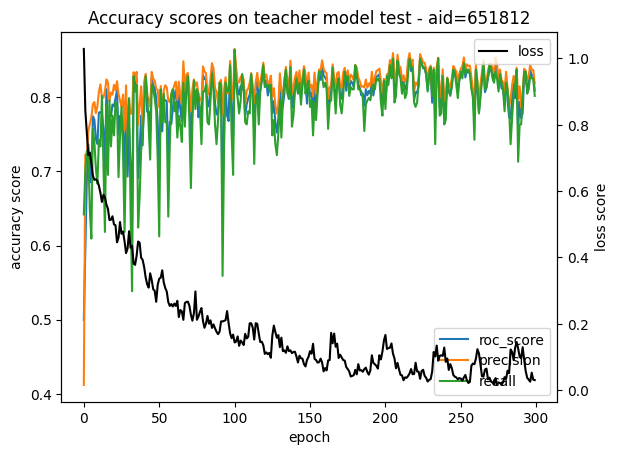 Accuracy scores on teacher model test - aid=651812
accuracy score
0.8
0.7
0.6
0.5
0.4
loss
1.0
0.8
0.6
0.4
0.2
0.0
loss score
roc_score
precision
recall
0
50
100
150
200
250
300
epoch